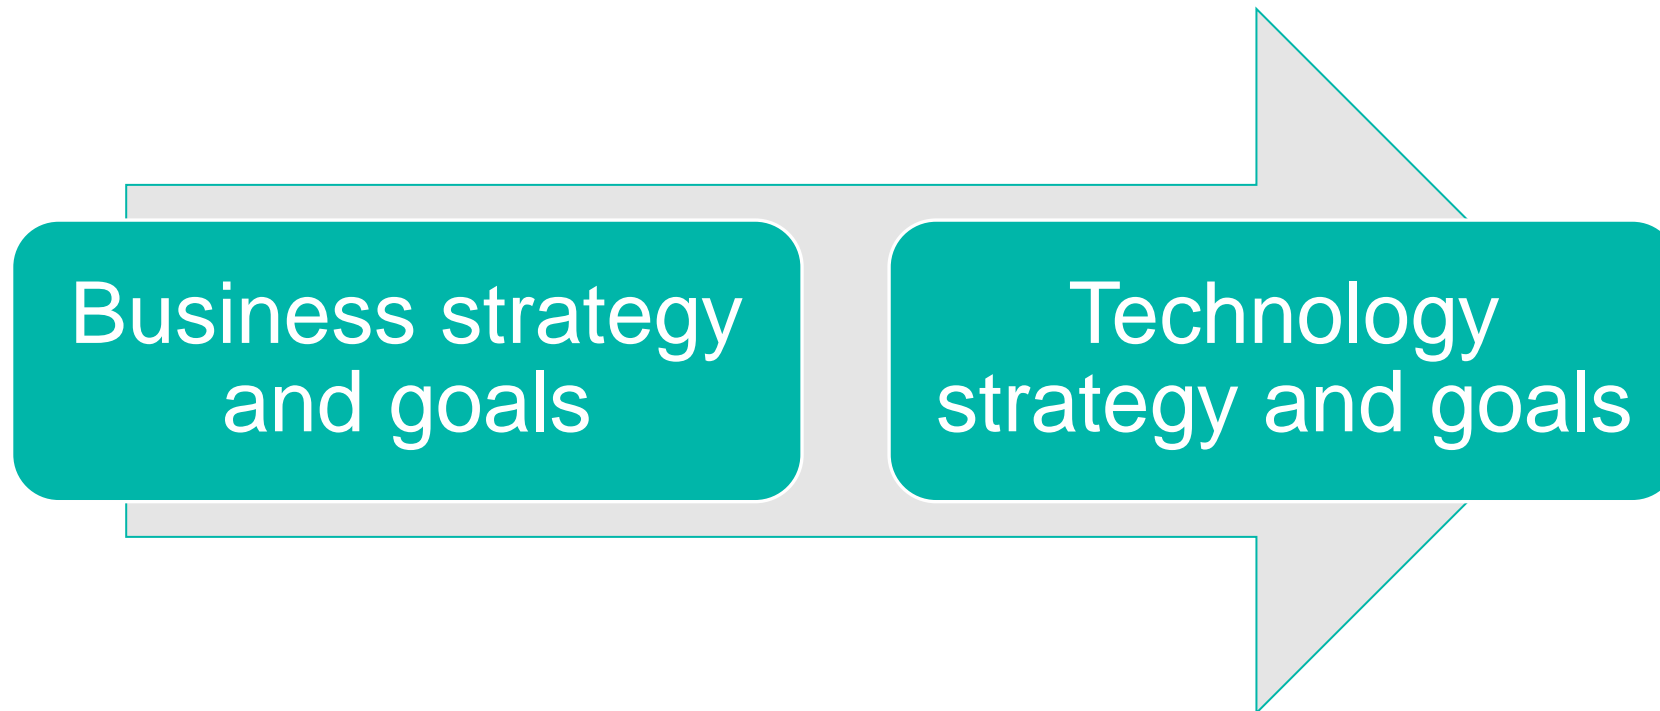 Business strategy
and goals
Technology
strategy and goals